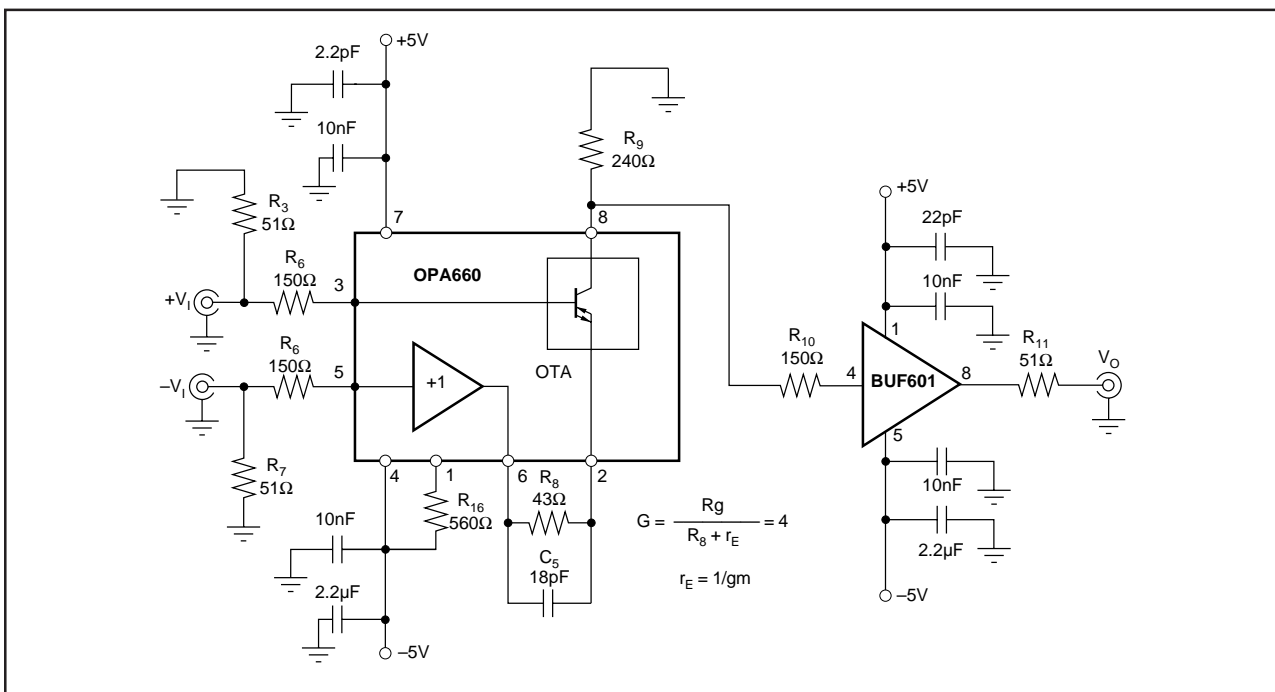 +5V
2.2pF
10nF
R3
51Ω
R9
240Ω
+5V
7
8
22pF
OPA660
R6
150Ω
3
+VI
10nF
1
R10
150Ω
R11
51Ω
VO
R6
150Ω
5
OTA
4
BUF601
8
–VI
+1
5
R7
51Ω
4
1
6
2
R8
43Ω
10nF
R16
560Ω
G = Rg / R8 + rE = 4
10nF
C5
18pF
rE = 1/gm
2.2µF
2.2µF
–5V
–5V